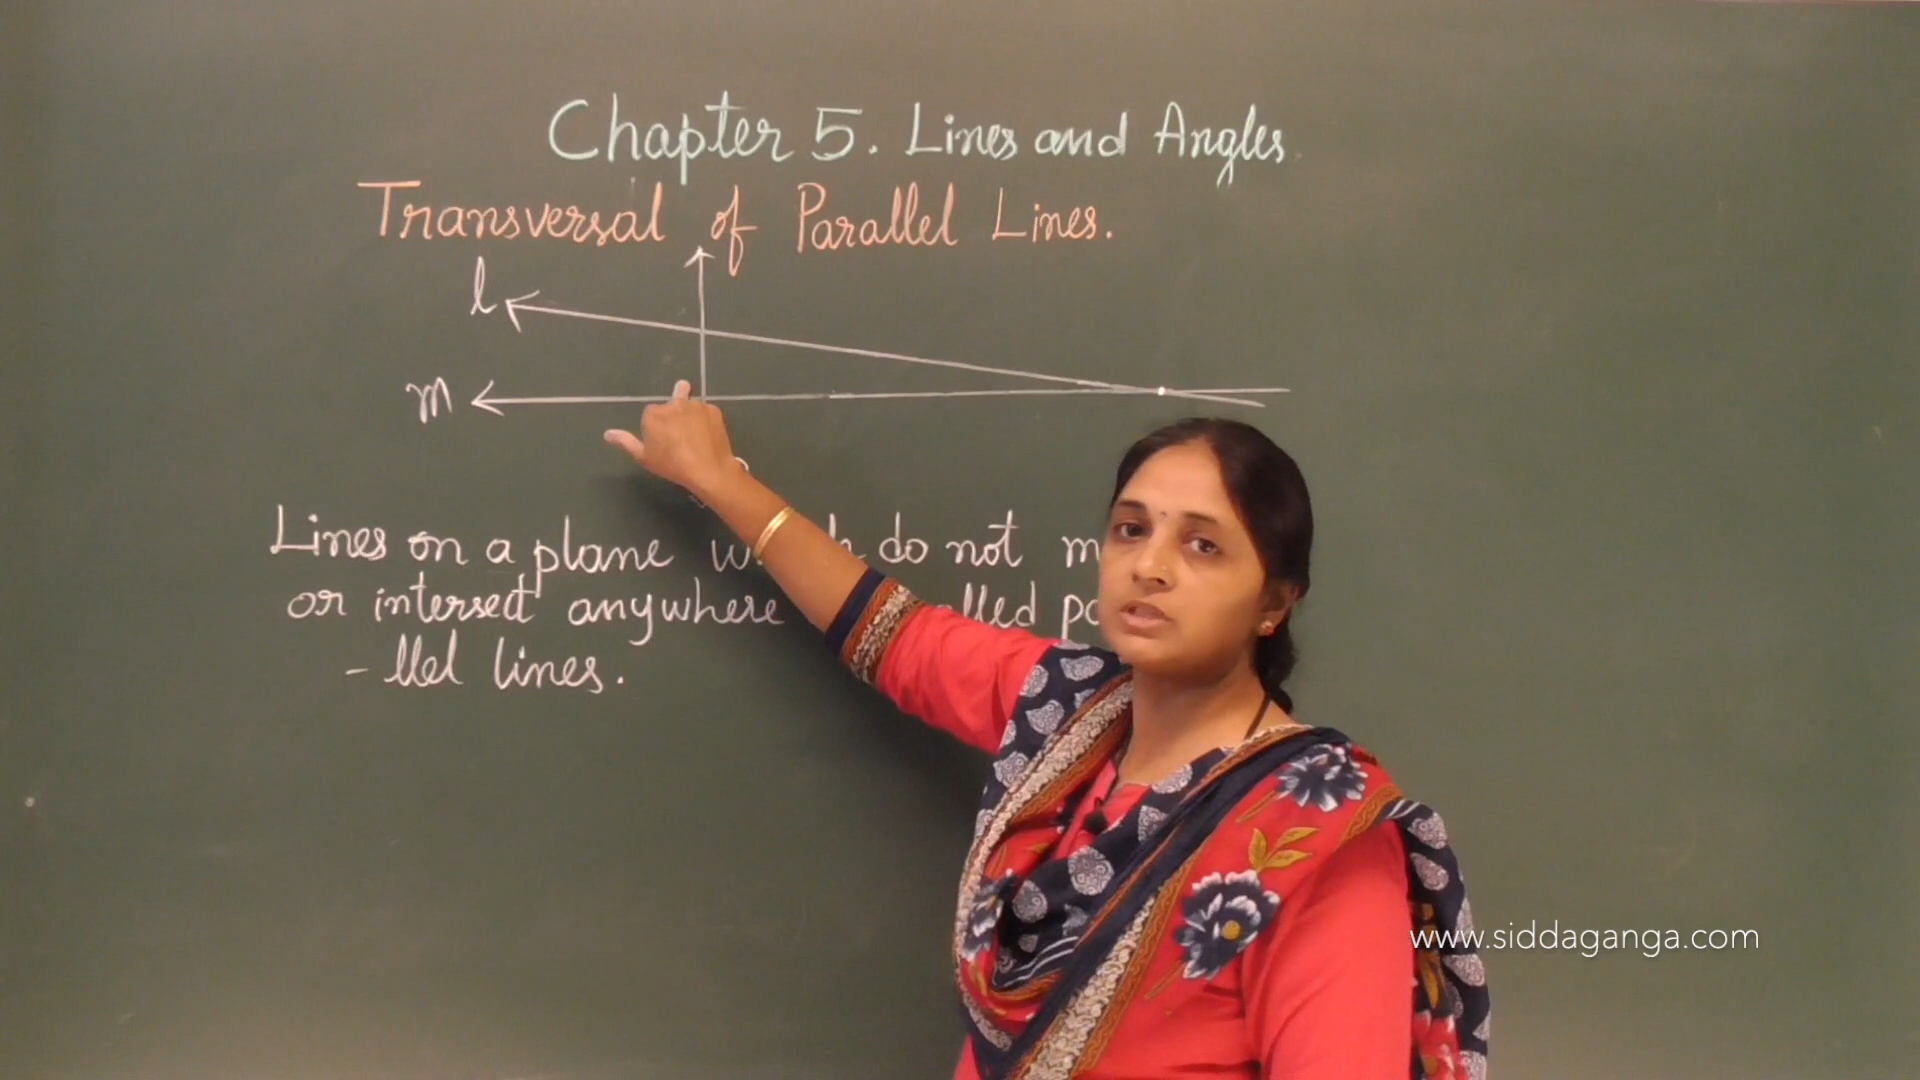 Chapter 5. Lines and Angles
Transversal of Parallel Lines.
l
m
Lines on a plane do not
or intersect anywhere
-llel lines.
www.siddaganga.com